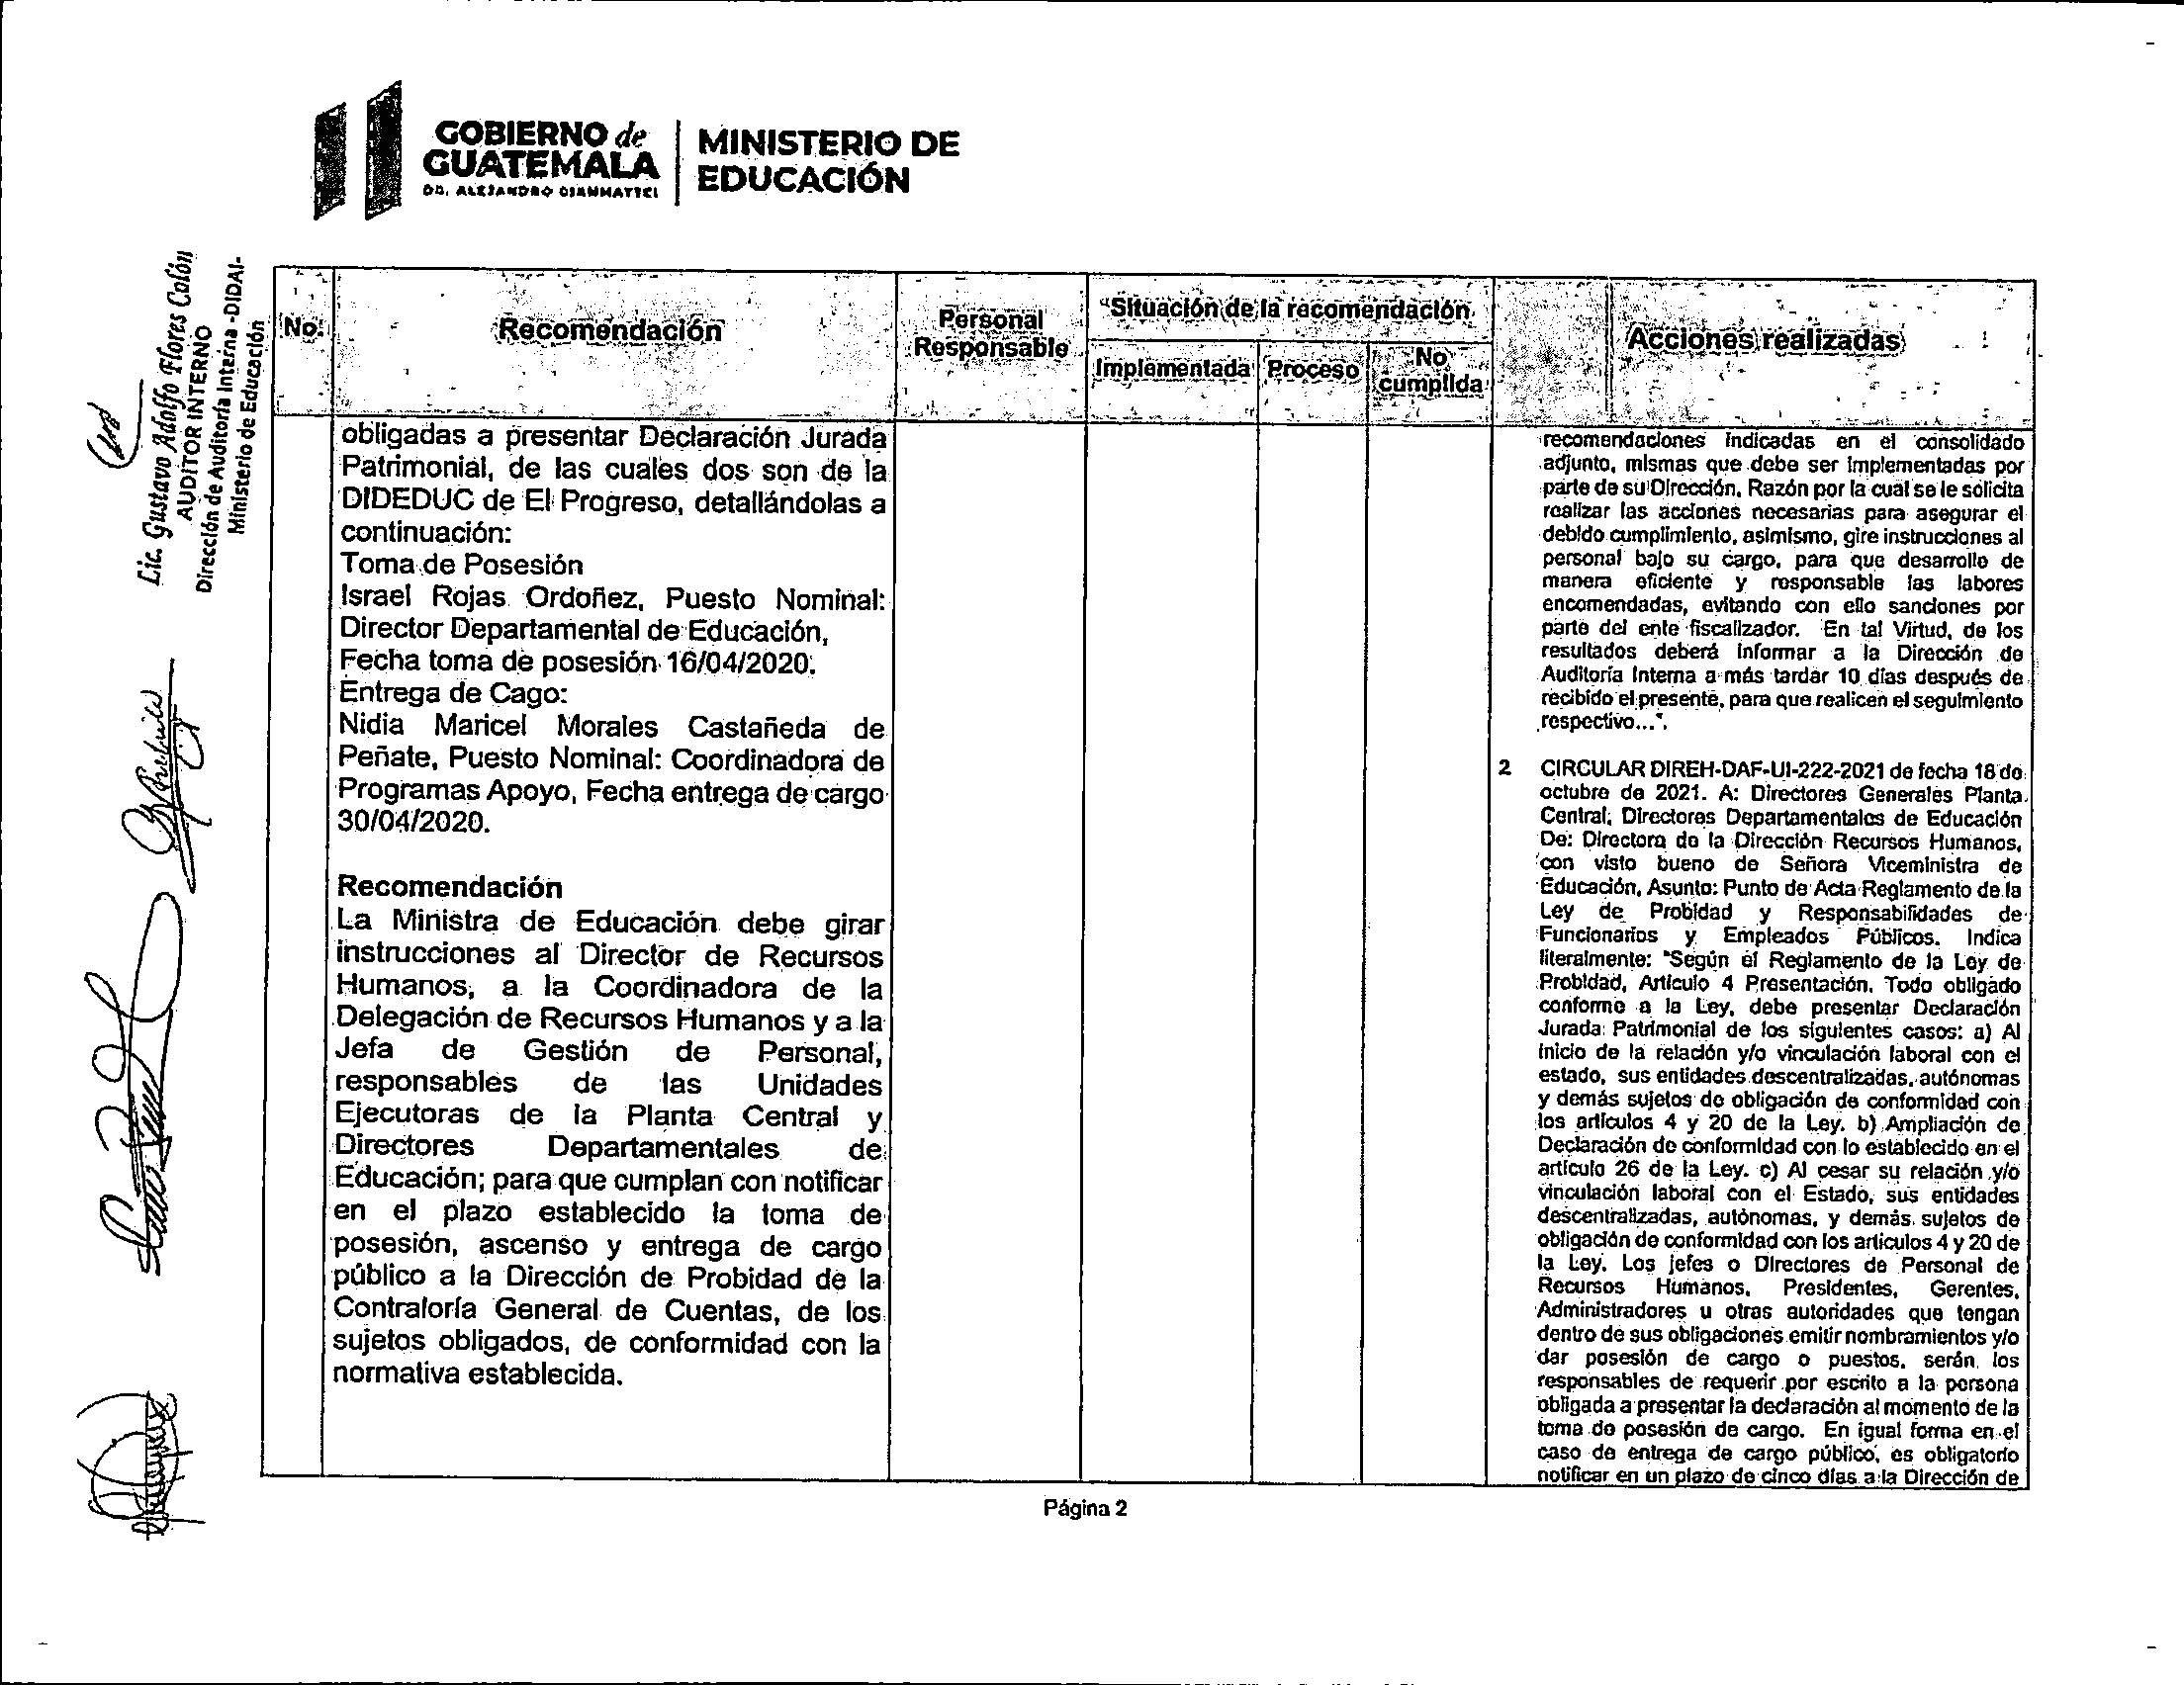 GOBIERNO de
GUATEMALA
DR. ALEJANDRO GIAMMATTEI
MINISTERIO DE
EDUCACIÓN
Lic. Gustavo Adolfo Flores Colón
AUDITOR INTERNO
Dirección de Auditoría Interna -DIDAI-
Ministerio de Educación
No.
Recomendación
Personal
Responsable
Situación de la recomendación
Implementada
Proceso
No
cumplida
Acciones realizadas
obligadas a presentar Declaración Jurada
Patrimonial, de las cuales dos son de la
DIDEDUC de El Progreso, detallándolas a
continuación:
Toma de Posesión
Israel Rojas Ordoñez, Puesto Nominal:
Director Departamental de Educación,
Fecha toma de posesión 16/04/2020.
Entrega de Cago:
Nidia Maricel Morales Castañeda de
Peñate, Puesto Nominal: Coordinadora de
Programas Apoyo, Fecha entrega de cargo
30/04/2020.
Recomendación
La Ministra de Educación debe girar
instrucciones al Director de Recursos
Humanos, a la Coordinadora de la
Delegación de Recursos Humanos y a la
Jefa de Gestión de Personal,
responsables de las Unidades
Ejecutoras de la Planta Central y
Directores Departamentales de
Educación; para que cumplan con notificar
en el plazo establecido la toma de
posesión, ascenso y entrega de cargo
público a la Dirección de Probidad de la
Contraloría General de Cuentas, de los
sujetos obligados, de conformidad con la
normativa establecida.
recomendaciones indicadas en el consolidado
adjunto, mismas que debe ser implementadas por
parte de su Dirección. Razón por la cual se le solicita
realizar las acciones necesarias para asegurar el
debido cumplimiento, asimismo, gire instrucciones al
personal bajo su cargo, para que desarrolle de
manera eficiente y responsable las labores
encomendadas, evitando con ello sanciones por
parte del ente fiscalizador. En tal Virtud, de los
resultados deberá informar a la Dirección de
Auditoría Interna a más tardar 10 días después de
recibido el presente, para que realicen el seguimiento
respectivo...".
2 CIRCULAR DIREH-DAF-UI-222-2021 de fecha 18 de
octubre de 2021. A: Directores Generales Planta
Central; Directores Departamentales de Educación
De: Directora de la Dirección Recursos Humanos,
con visto bueno de Señora Viceministra de
Educación, Asunto: Punto de Acta Reglamento de la
Ley de Probidad y Responsabilidades de
Funcionarios y Empleados Públicos. Indica
literalmente: "Según el Reglamento de la Ley de
Probidad, Artículo 4 Presentación. Todo obligado
conforme a la Ley, debe presentar Declaración
Jurada Patrimonial de los siguientes casos: a) Al
inicio de la relación y/o vinculación laboral con el
estado, sus entidades descentralizadas, autónomas
y demás sujetos de obligación de conformidad con
los artículos 4 y 20 de la Ley. b) Ampliación de
Declaración de conformidad con lo establecido en el
artículo 26 de la Ley. c) Al cesar su relación y/o
vinculación laboral con el Estado, sus entidades
descentralizadas, autónomas, y demás sujetos de
obligación de conformidad con los artículos 4 y 20 de
la Ley. Los jefes o Directores de Personal de
Recursos Humanos, Presidentes, Gerentes,
Administradores u otras autoridades que tengan
dentro de sus obligaciones emitir nombramientos y/o
dar posesión de cargo o puestos, serán los
responsables de requerir por escrito a la persona
obligada a presentar la declaración al momento de la
toma de posesión de cargo. En igual forma en el
caso de entrega de cargo público, es obligatorio
notificar en un plazo de cinco días a la Dirección de
Página 2